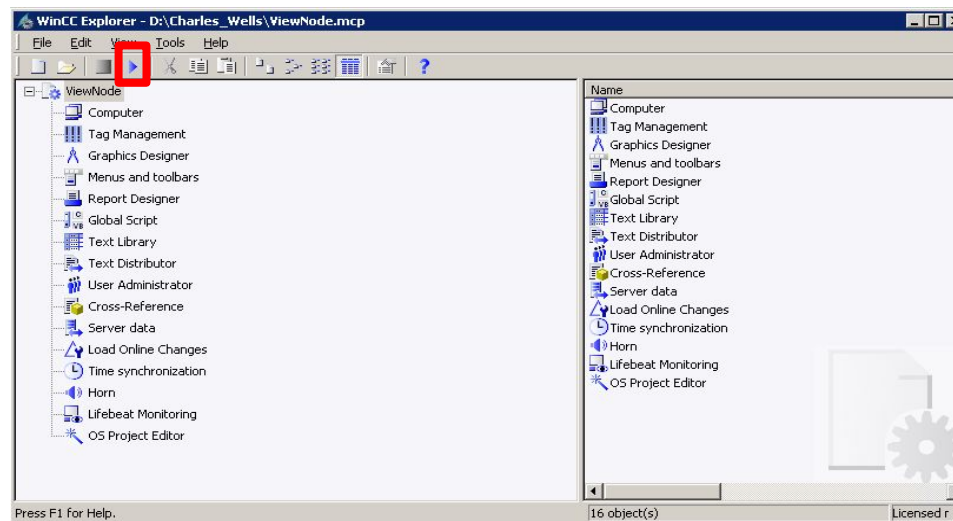 WinCC Explorer - D:\Charles_Wells\ViewNode.mcp
File Edit View Tools Help
ViewNode
Computer
Tag Management
Graphics Designer
Menus and toolbars
Report Designer
Global Script
Text Library
Text Distributor
User Administrator
Cross-Reference
Server data
Load Online Changes
Time synchronization
Horn
Lifebeat Monitoring
OS Project Editor
Name
Computer
Tag Management
Graphics Designer
Menus and toolbars
Report Designer
Global Script
Text Library
Text Distributor
User Administrator
Cross-Reference
Server data
Load Online Changes
Time synchronization
Horn
Lifebeat Monitoring
OS Project Editor
Press F1 for Help.
16 object(s)
Licensed r